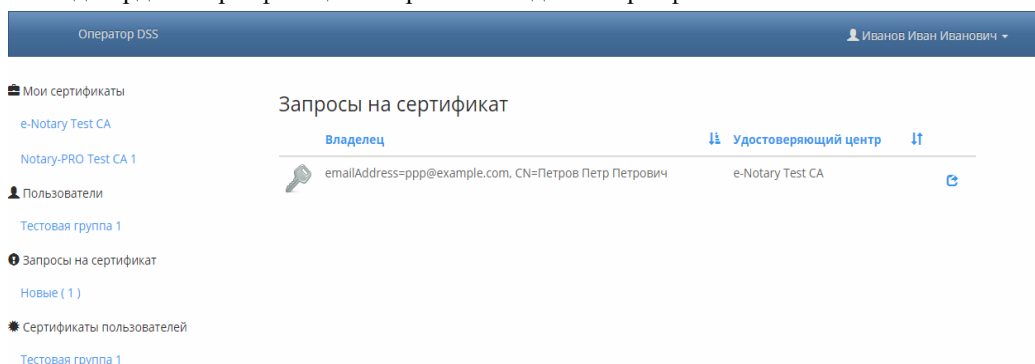 Оператор DSS
Иванов Иван Иванович
Мои сертификаты
e-Notary Test CA
Notary-PRO Test CA 1
Пользователи
Тестовая группа 1
Запросы на сертификат
Новые ( 1 )
Сертификаты пользователей
Тестовая группа 1
Запросы на сертификат
Владелец Удостоверяющий центр
emailAddress=ppp@example.com, CN=Петров Петр Петрович e-Notary Test CA